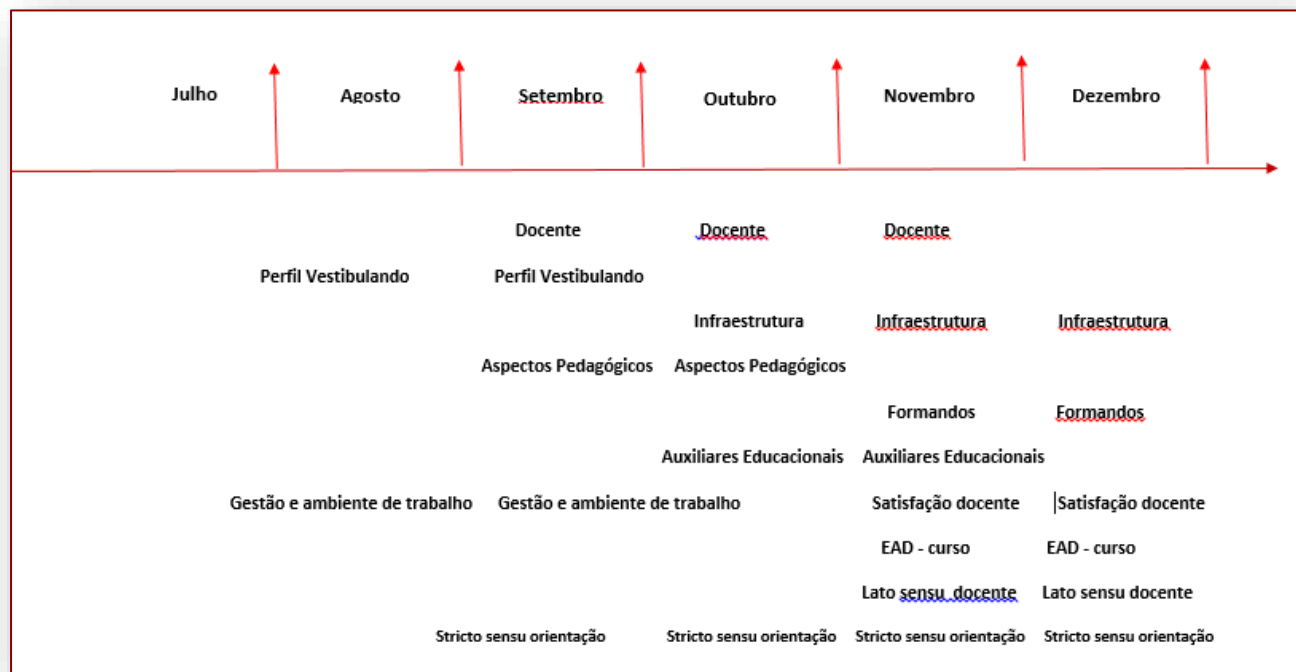 Julho Agosto Setembro Outubro Novembro Dezembro
Docente Docente Docente
Perfil Vestibulando Perfil Vestibulando
Infraestrutura Infraestrutura Infraestrutura
Aspectos Pedagógicos Aspectos Pedagógicos
Formandos Formandos
Auxiliares Educacionais Auxiliares Educacionais
Gestão e ambiente de trabalho Gestão e ambiente de trabalho Satisfação docente Satisfação docente
EAD - curso EAD - curso
Lato sensu docente Lato sensu docente
Stricto sensu orientação Stricto sensu orientação Stricto sensu orientação Stricto sensu orientação